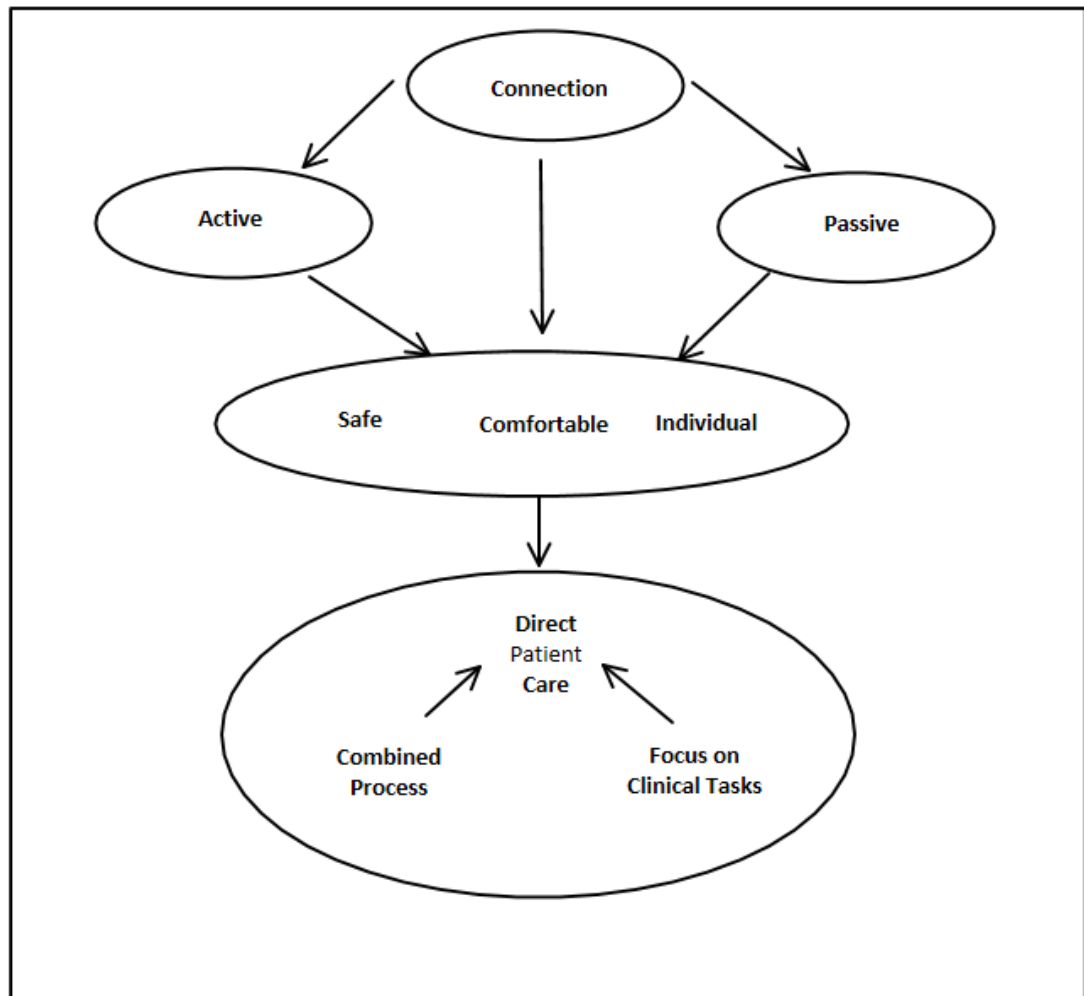 Connection
Active
Passive
Safe
Comfortable
Individual
Direct
Patient
Care
Combined
Process
Focus on
Clinical Tasks